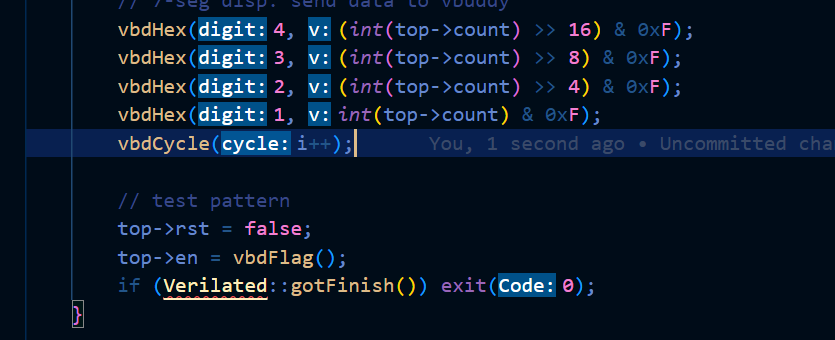 // 7-seg disp. send data to vbuddy
vbdHex(digit: 4, v: (int(top->count) >> 16) & 0xF);
vbdHex(digit: 3, v: (int(top->count) >> 8) & 0xF);
vbdHex(digit: 2, v: (int(top->count) >> 4) & 0xF);
vbdHex(digit: 1, v: int(top->count) & 0xF);
vbdCycle(cycle: i++); You, 1 second ago • Uncommitted cha
// test pattern
top->rst = false;
top->en = vbdFlag();
if (Verilated::gotFinish()) exit(Code: 0);
}